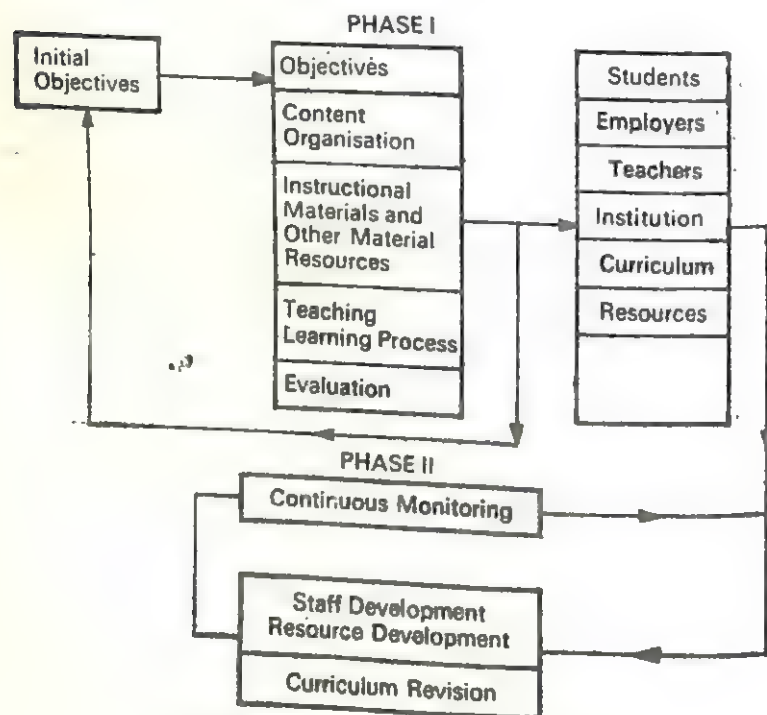 PHASE I
Initial
Objectives
Objectives
Content
Organisation
Instructional
Materials and
Other Material
Resources
Teaching
Learning Process
Evaluation
Students
Employers
Teachers
Institution
Curriculum
Resources
PHASE II
Continuous Monitoring
Staff Development
Resource Development
Curriculum Revision